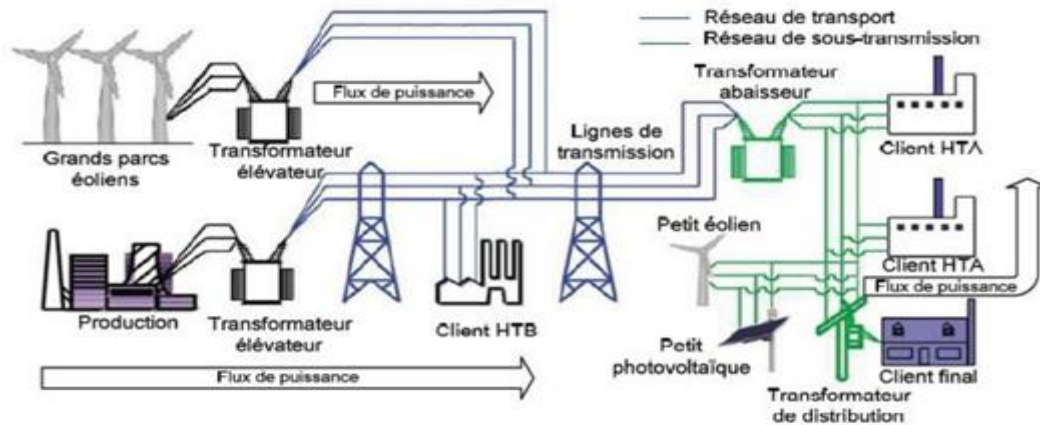 Réseau de transport
Réseau de sous-transmission
Transformateur
abaisseur
Flux de puissance
Lignes de
transmission
Grands parcs
éoliens
Transformateur
élévateur
Client HTA
Petit éolien
Client HTA
Flux de puissance
Production
Transformateur
élévateur
Client HTB
Petit
photovoltaïque
Client final
Flux de puissance
Transformateur
de distribution